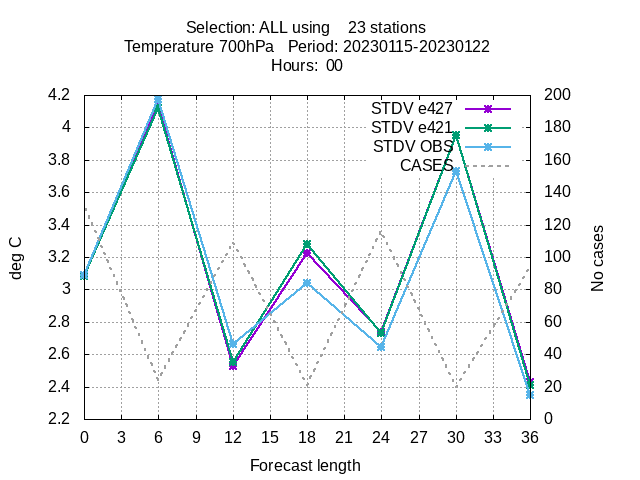 Selection: ALL using    23 stations
Temperature 700hPa   Period: 20230115-20230122
Hours:  00
STDV e427
STDV e421
STDV OBS
CASES
deg C
4.2
4
3.8
3.6
3.4
3.2
3
2.8
2.6
2.4
2.2
200
180
160
140
120
100
80
60
40
20
0
No cases
0 3 6 9 12 15 18 21 24 27 30 33 36
Forecast length